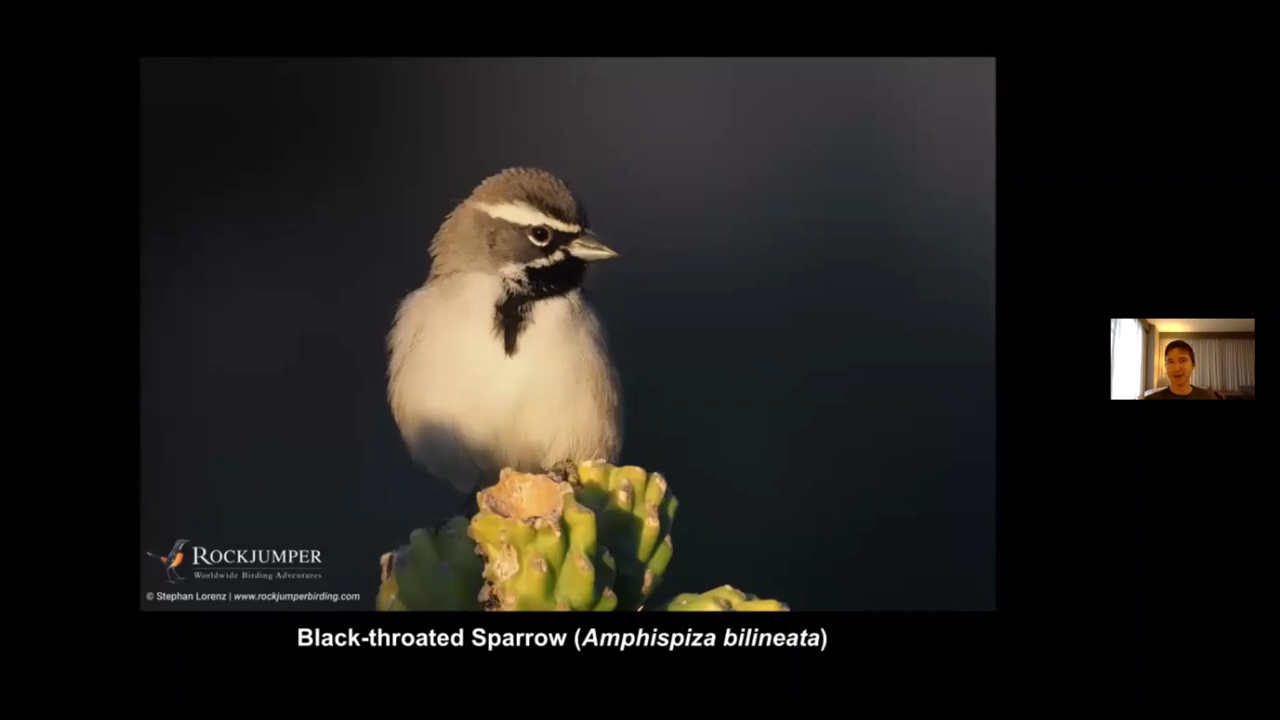 ROCKJUMPER
Worldwide Birding Adventures
© Stephan Lorenz | www.rockjumperbirding.com
Black-throated Sparrow (Amphispiza bilineata)